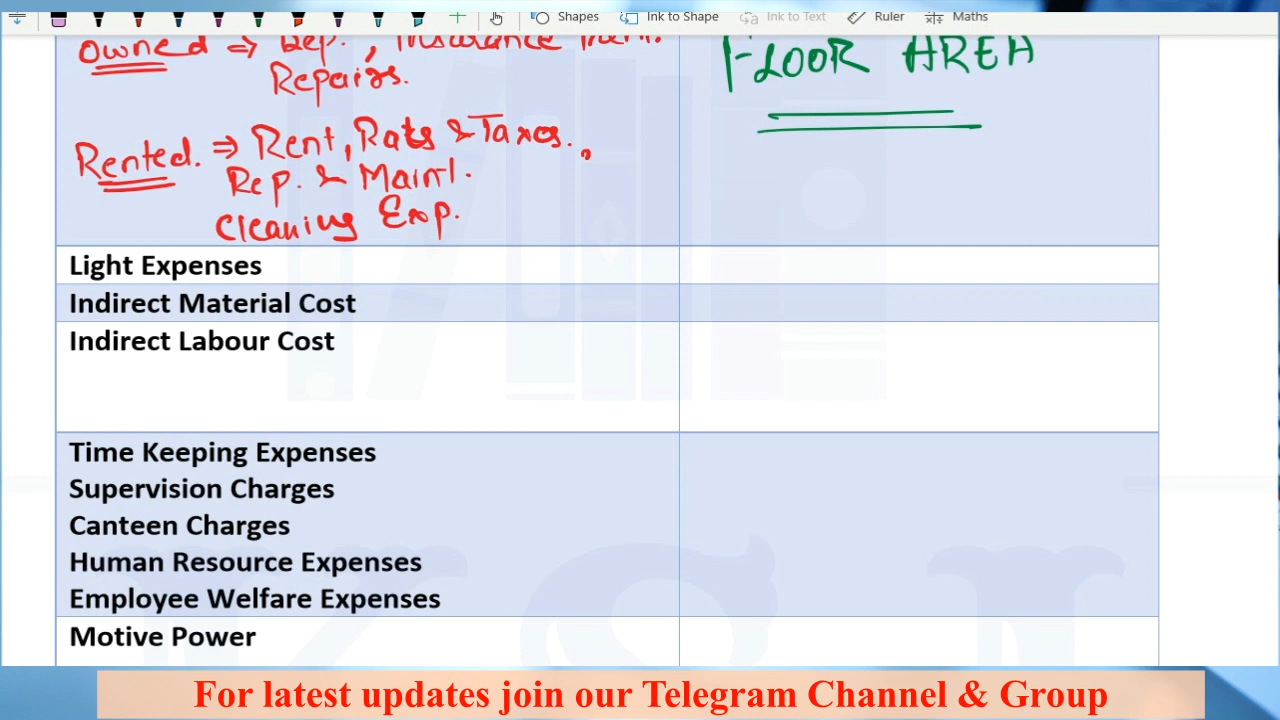 Shapes Ink to Shape Ink to Text Ruler Maths
owned ⇒ Dep., Insurance
Repairs.
FLOOR AREA
Rented. ⇒ Rent, Rates & Taxes.,
Rep. & Maint.
Cleaning Exp.
Light Expenses
Indirect Material Cost
Indirect Labour Cost
Time Keeping Expenses
Supervision Charges
Canteen Charges
Human Resource Expenses
Employee Welfare Expenses
Motive Power
For latest updates join our Telegram Channel & Group